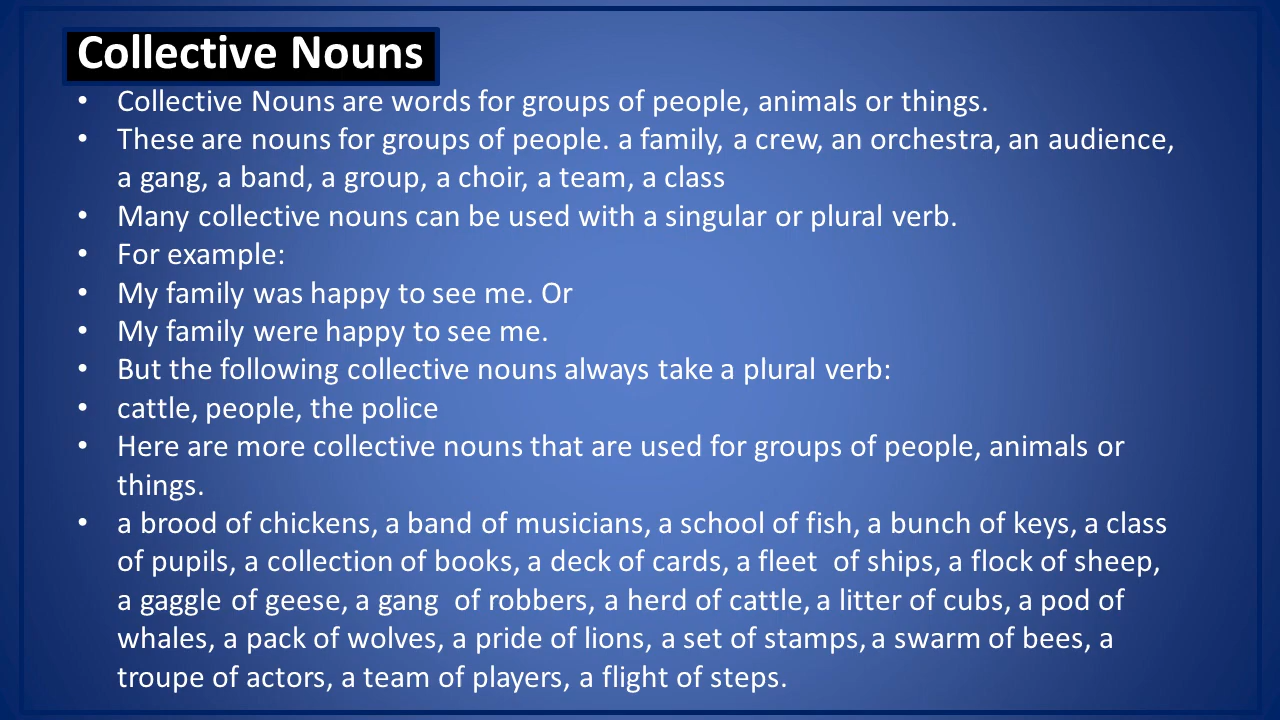 Collective Nouns
• Collective Nouns are words for groups of people, animals or things.
• These are nouns for groups of people. a family, a crew, an orchestra, an audience,
a gang, a band, a group, a choir, a team, a class
• Many collective nouns can be used with a singular or plural verb.
• For example:
• My family was happy to see me. Or
• My family were happy to see me.
• But the following collective nouns always take a plural verb:
• cattle, people, the police
• Here are more collective nouns that are used for groups of people, animals or
things.
• a brood of chickens, a band of musicians, a school of fish, a bunch of keys, a class
of pupils, a collection of books, a deck of cards, a fleet  of ships, a flock of sheep,
a gaggle of geese, a gang  of robbers, a herd of cattle, a litter of cubs, a pod of
whales, a pack of wolves, a pride of lions, a set of stamps, a swarm of bees, a
troupe of actors, a team of players, a flight of steps.